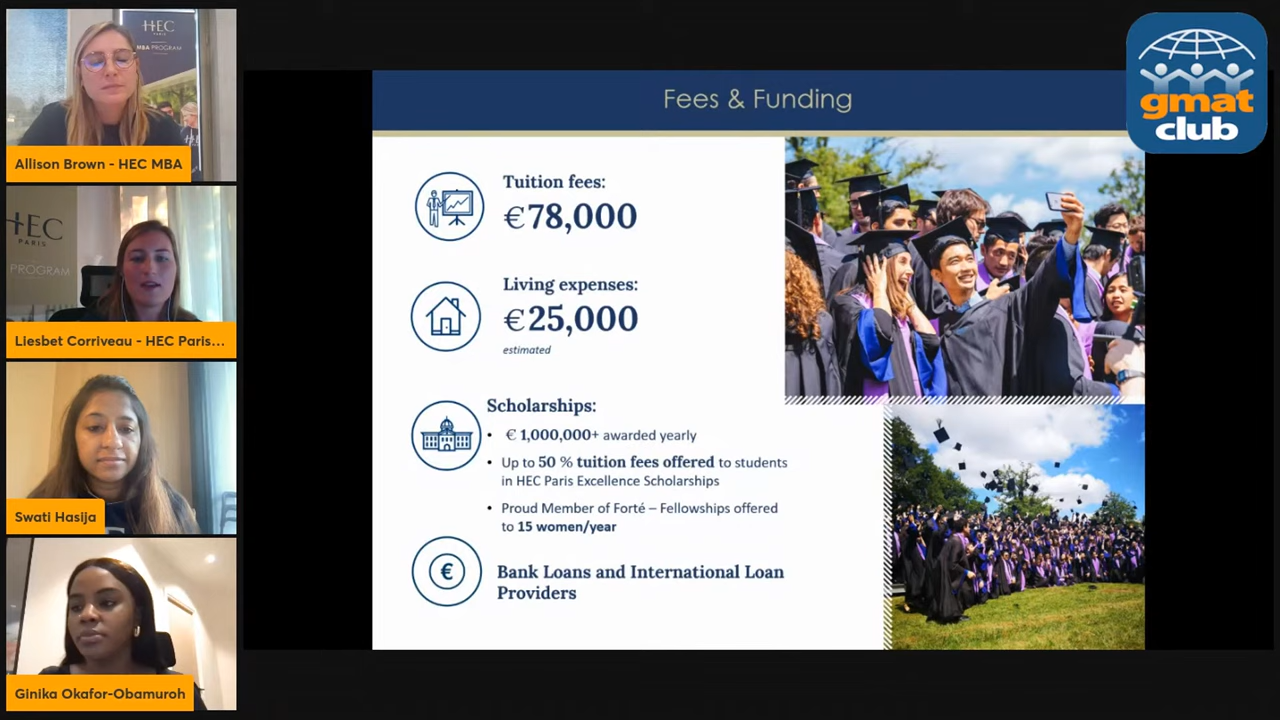 HEC
PARIS
MBA PROGRAM
Allison Brown - HEC MBA
HEC
PARIS
PROGRAM
Liesbet Corriveau - HEC Paris...
Swati Hasija
Ginika Okafor-Obamuroh
Fees & Funding
Tuition fees:
€78,000
Living expenses:
€25,000
estimated
Scholarships:
• € 1,000,000+ awarded yearly
• Up to 50 % tuition fees offered to students
in HEC Paris Excellence Scholarships
• Proud Member of Forté – Fellowships offered
to 15 women/year
€
Bank Loans and International Loan
Providers
gmat
club